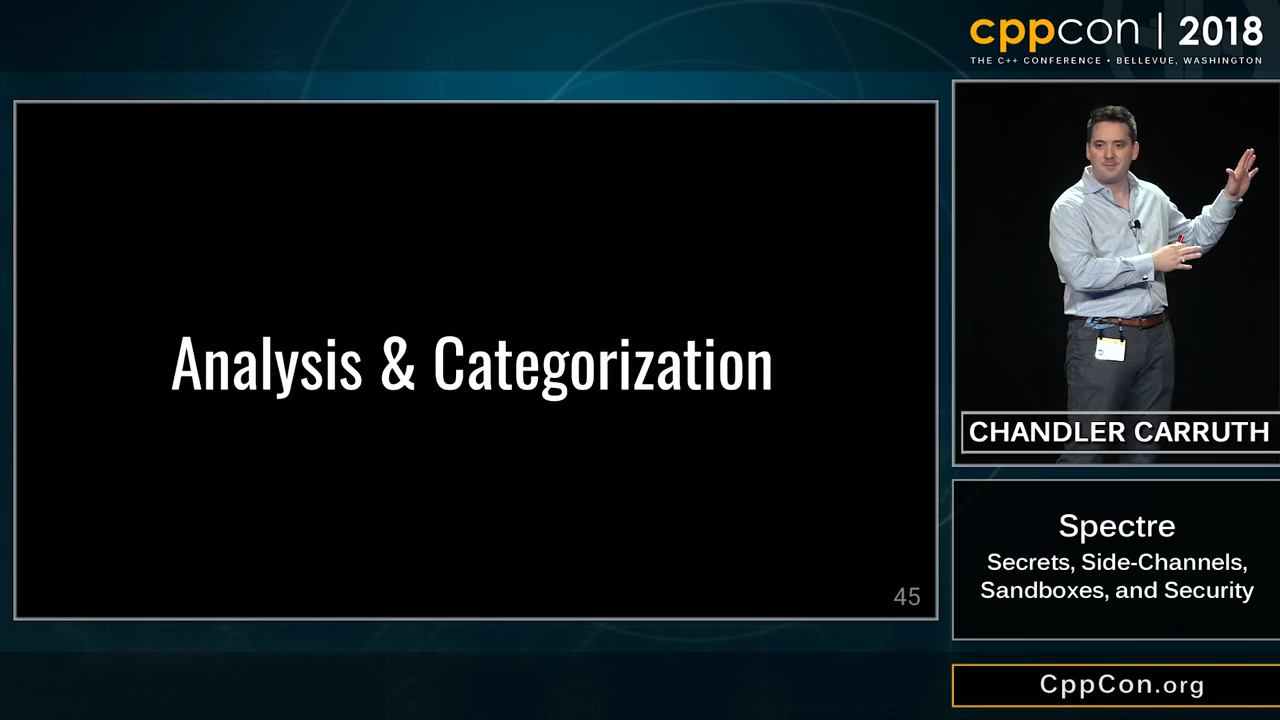 cppcon | 2018
THE C++ CONFERENCE • BELLEVUE, WASHINGTON
Analysis & Categorization
45
CHANDLER CARRUTH
Spectre
Secrets, Side-Channels,
Sandboxes, and Security
CppCon.org